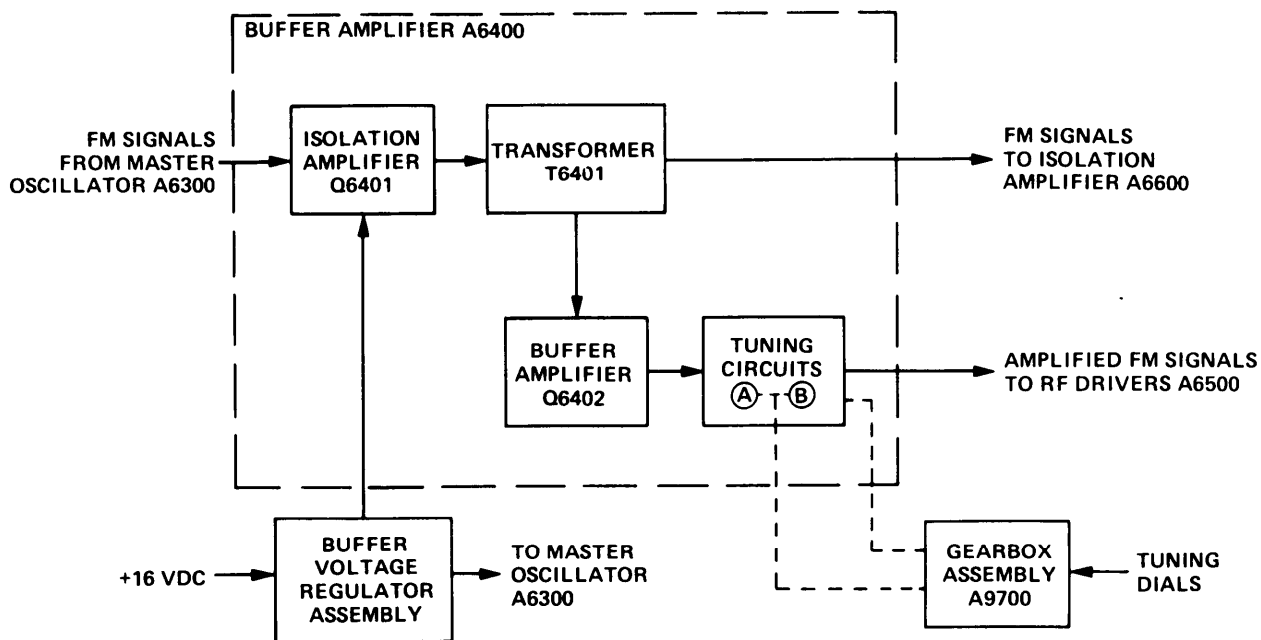 BUFFER AMPLIFIER A6400
FM SIGNALS
FROM MASTER
OSCILLATOR A6300
ISOLATION
AMPLIFIER
Q6401
TRANSFORMER
T6401
FM SIGNALS
TO ISOLATION
AMPLIFIER A6600
BUFFER
AMPLIFIER
Q6402
TUNING
CIRCUITS
A B
AMPLIFIED FM SIGNALS
TO RF DRIVERS A6500
+16 VDC
BUFFER
VOLTAGE
REGULATOR
ASSEMBLY
TO MASTER
OSCILLATOR
A6300
GEARBOX
ASSEMBLY
A9700
TUNING
DIALS